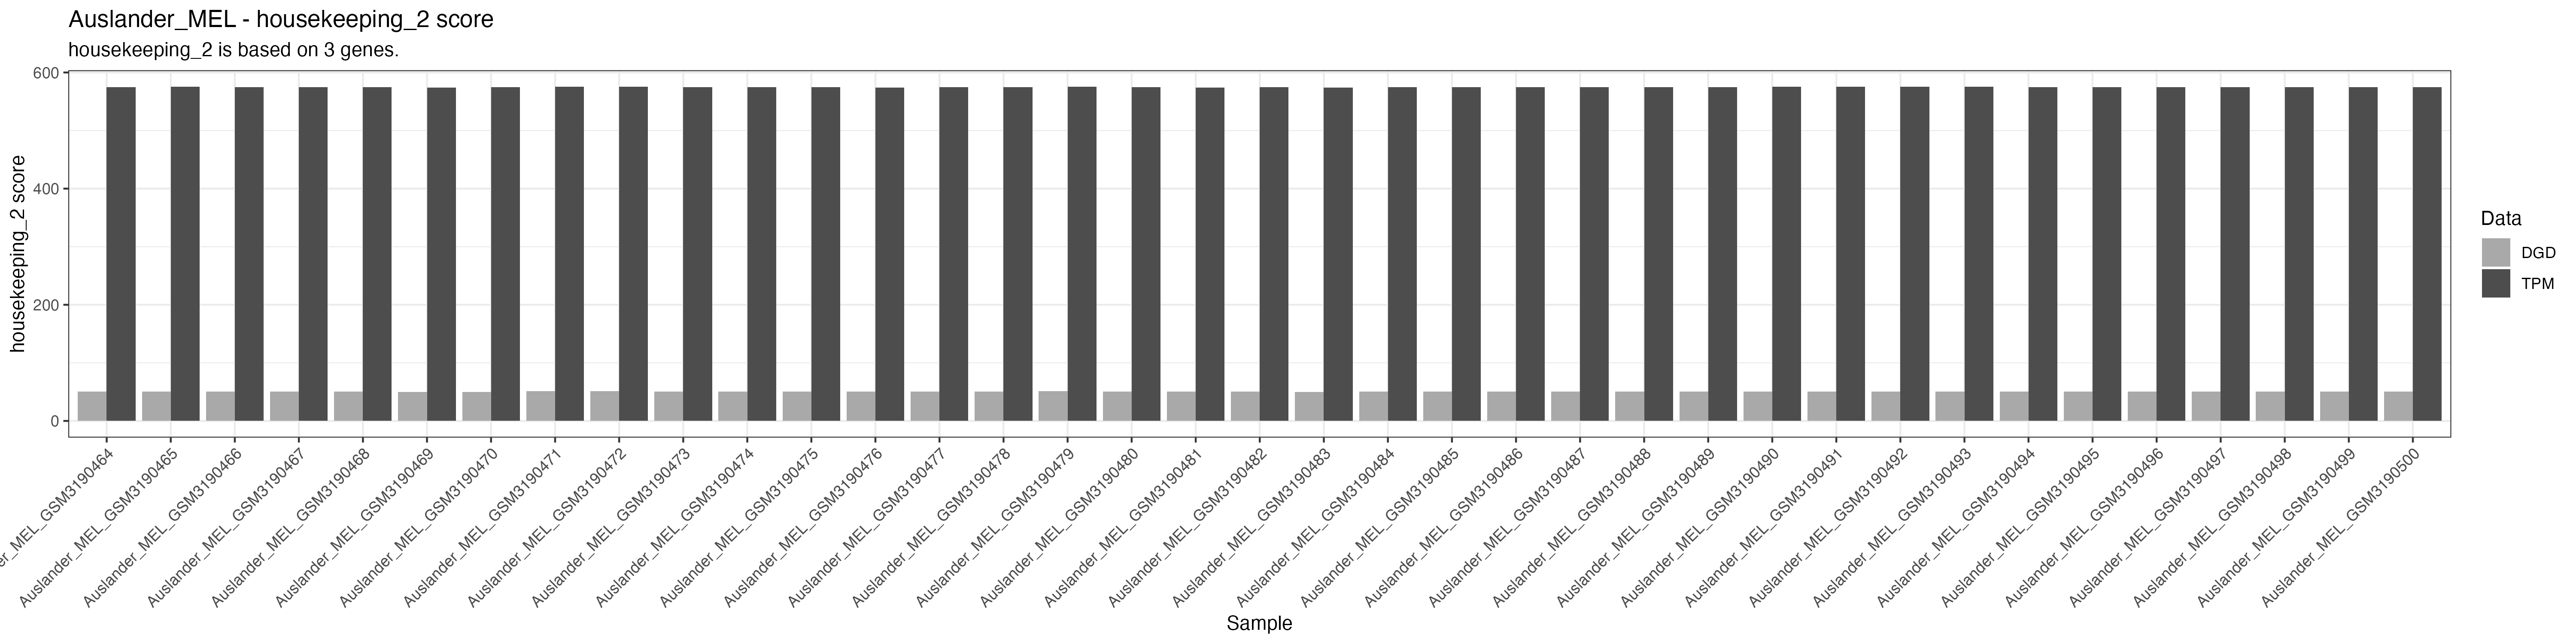 Auslander_MEL - housekeeping_2 score
housekeeping_2 is based on 3 genes.
housekeeping_2 score
600
400
200
0
er_MEL_GSM3190464
Auslander_MEL_GSM3190465
Auslander_MEL_GSM3190466
Auslander_MEL_GSM3190467
Auslander_MEL_GSM3190468
Auslander_MEL_GSM3190469
Auslander_MEL_GSM3190470
Auslander_MEL_GSM3190471
Auslander_MEL_GSM3190472
Auslander_MEL_GSM3190473
Auslander_MEL_GSM3190474
Auslander_MEL_GSM3190475
Auslander_MEL_GSM3190476
Auslander_MEL_GSM3190477
Auslander_MEL_GSM3190478
Auslander_MEL_GSM3190479
Auslander_MEL_GSM3190480
Auslander_MEL_GSM3190481
Auslander_MEL_GSM3190482
Auslander_MEL_GSM3190483
Auslander_MEL_GSM3190484
Auslander_MEL_GSM3190485
Auslander_MEL_GSM3190486
Auslander_MEL_GSM3190487
Auslander_MEL_GSM3190488
Auslander_MEL_GSM3190489
Auslander_MEL_GSM3190490
Auslander_MEL_GSM3190491
Auslander_MEL_GSM3190492
Auslander_MEL_GSM3190493
Auslander_MEL_GSM3190494
Auslander_MEL_GSM3190495
Auslander_MEL_GSM3190496
Auslander_MEL_GSM3190497
Auslander_MEL_GSM3190498
Auslander_MEL_GSM3190499
Auslander_MEL_GSM3190500
Sample
Data
DGD
TPM